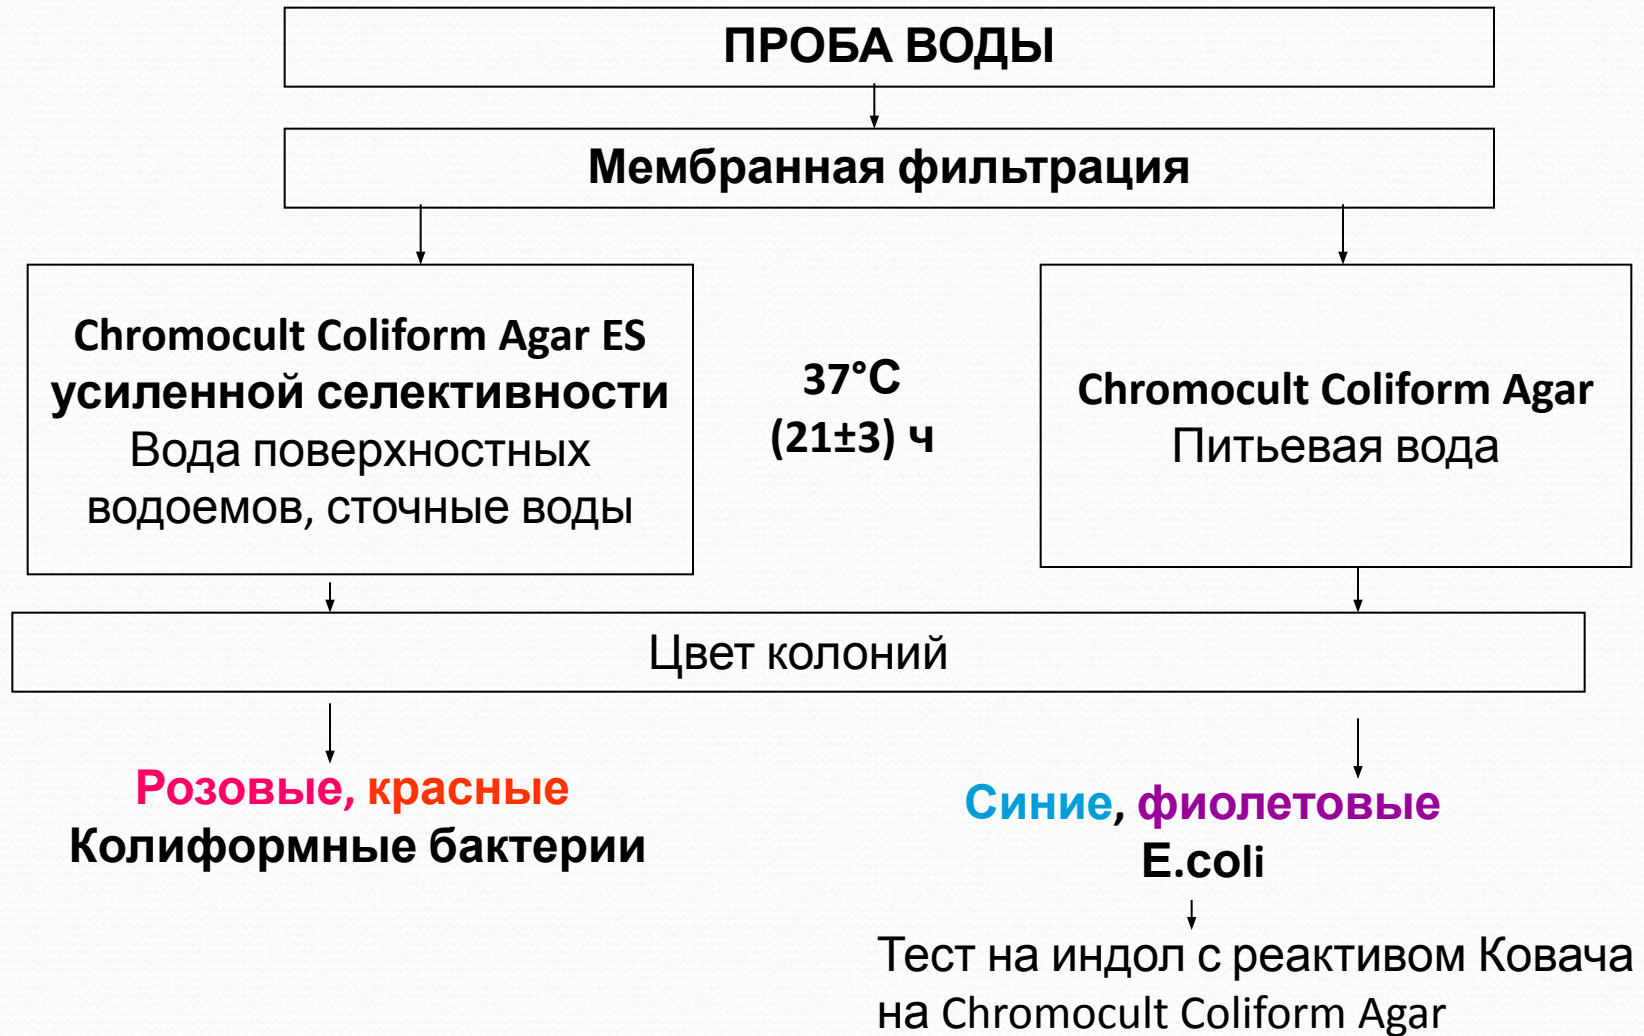 ПРОБА ВОДЫ
Мембранная фильтрация
Chromocult Coliform Agar ES
усиленной селективности
Вода поверхностных
водоемов, сточные воды
37°С
(21±3) ч
Chromocult Coliform Agar
Питьевая вода
Цвет колоний
Розовые, красные
Колиформные бактерии
Синие, фиолетовые
E.coli
Тест на индол с реактивом Ковача
на Chromocult Coliform Agar